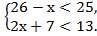 26 − x < 25,
2x + 7 < 13.